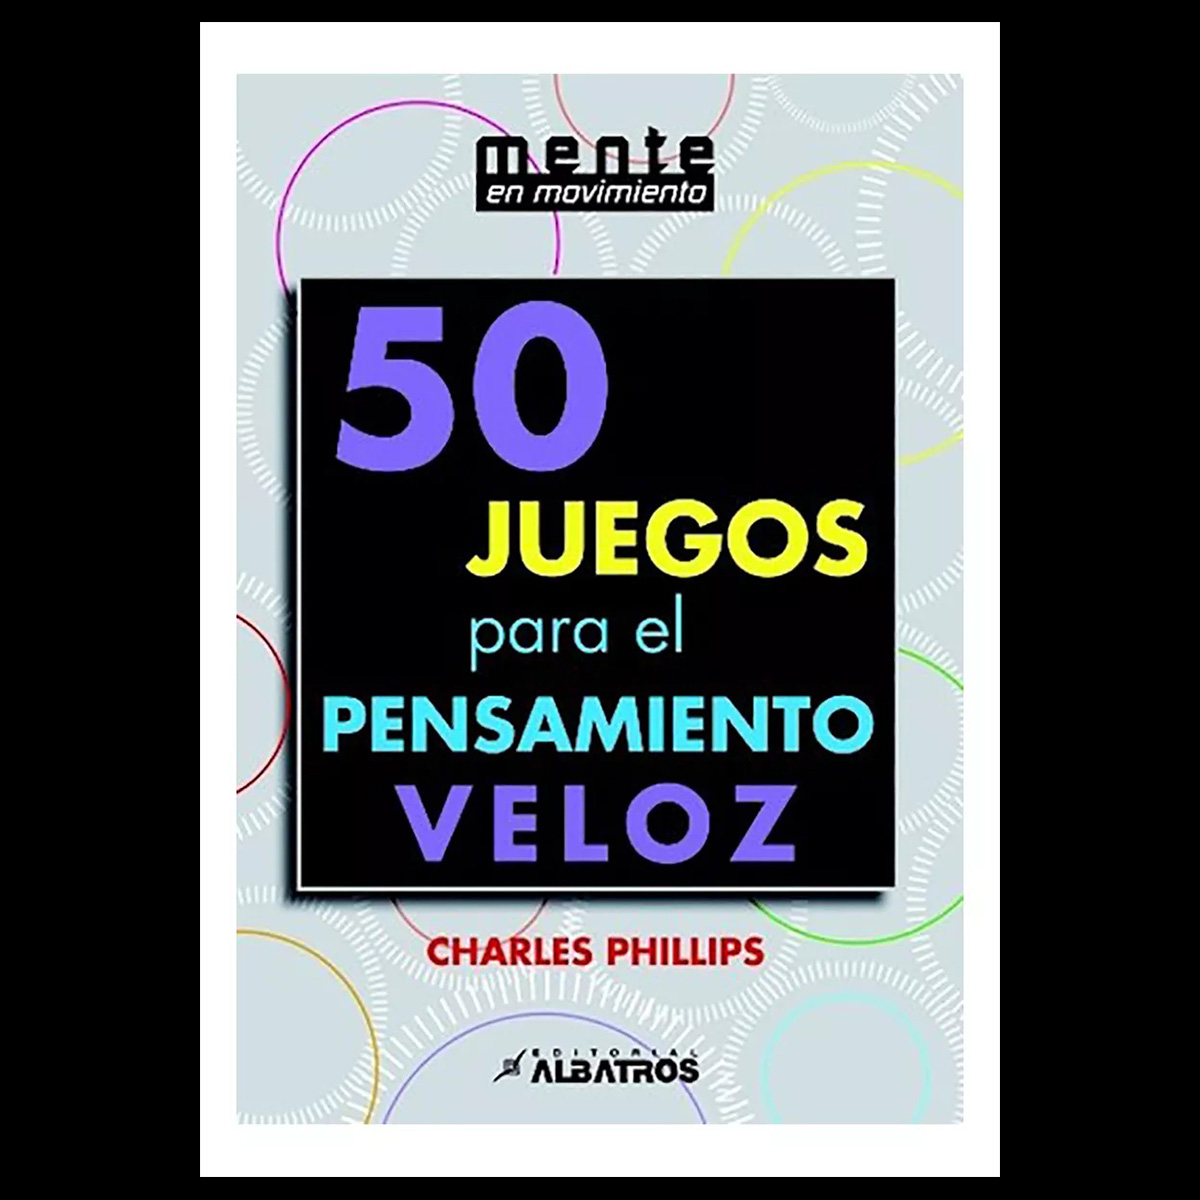 mente
en movimiento
50
JUEGOS
para el
PENSAMIENTO
VELOZ
CHARLES PHILLIPS
EDITORIAL
ALBATROS